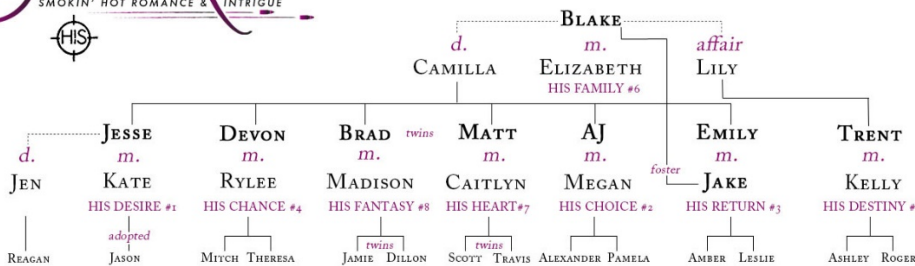 SMOKIN' HOT ROMANCE & INTRIGUE
HIS
BLAKE
d. m. affair
CAMILLA ELIZABETH LILY
HIS FAMILY #6
JESSE DEVON BRAD twins MATT AJ EMILY TRENT
d. m. m. m. m. m. m. m.
foster
JEN KATE RYLEE MADISON CAITLYN MEGAN JAKE KELLY
HIS DESIRE #1 HIS CHANCE #4 HIS FANTASY #8 HIS HEART#7 HIS CHOICE #2 HIS RETURN #3 HIS DESTINY #
adopted twins twins
REAGAN JASON MITCH THERESA JAMIE DILLON SCOTT TRAVIS ALEXANDER PAMELA AMBER LESLIE ASHLEY ROGER